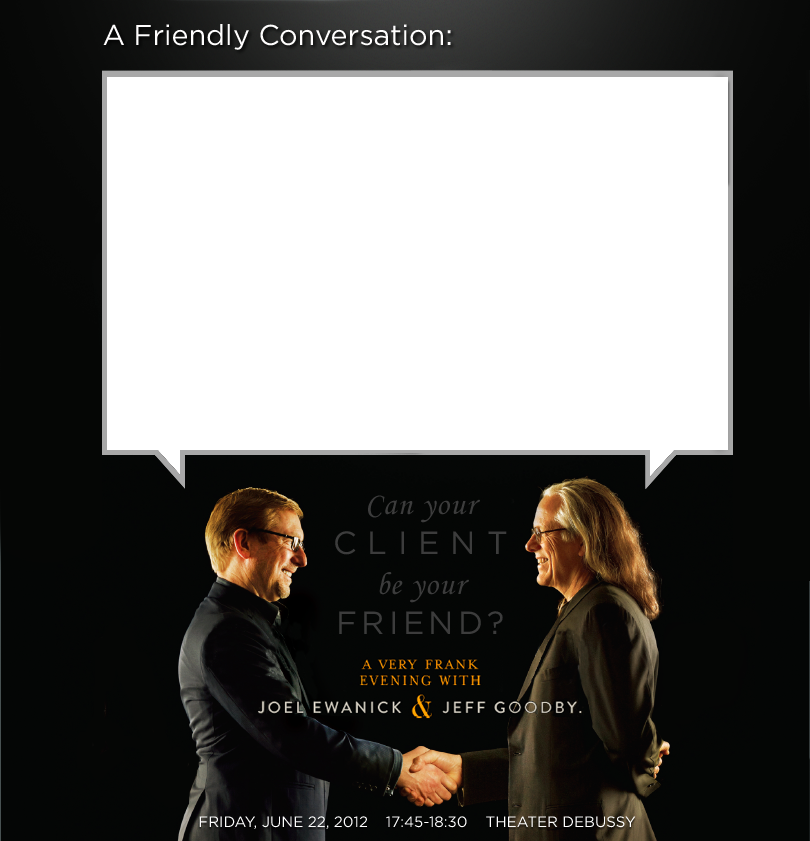 A Friendly Conversation:
Can your
CLIENT
be your
FRIEND?
A VERY FRANK
EVENING WITH
JOEL EWANICK & JEFF GOODBY.
FRIDAY, JUNE 22, 2012 17:45-18:30 THEATER DEBUSSY